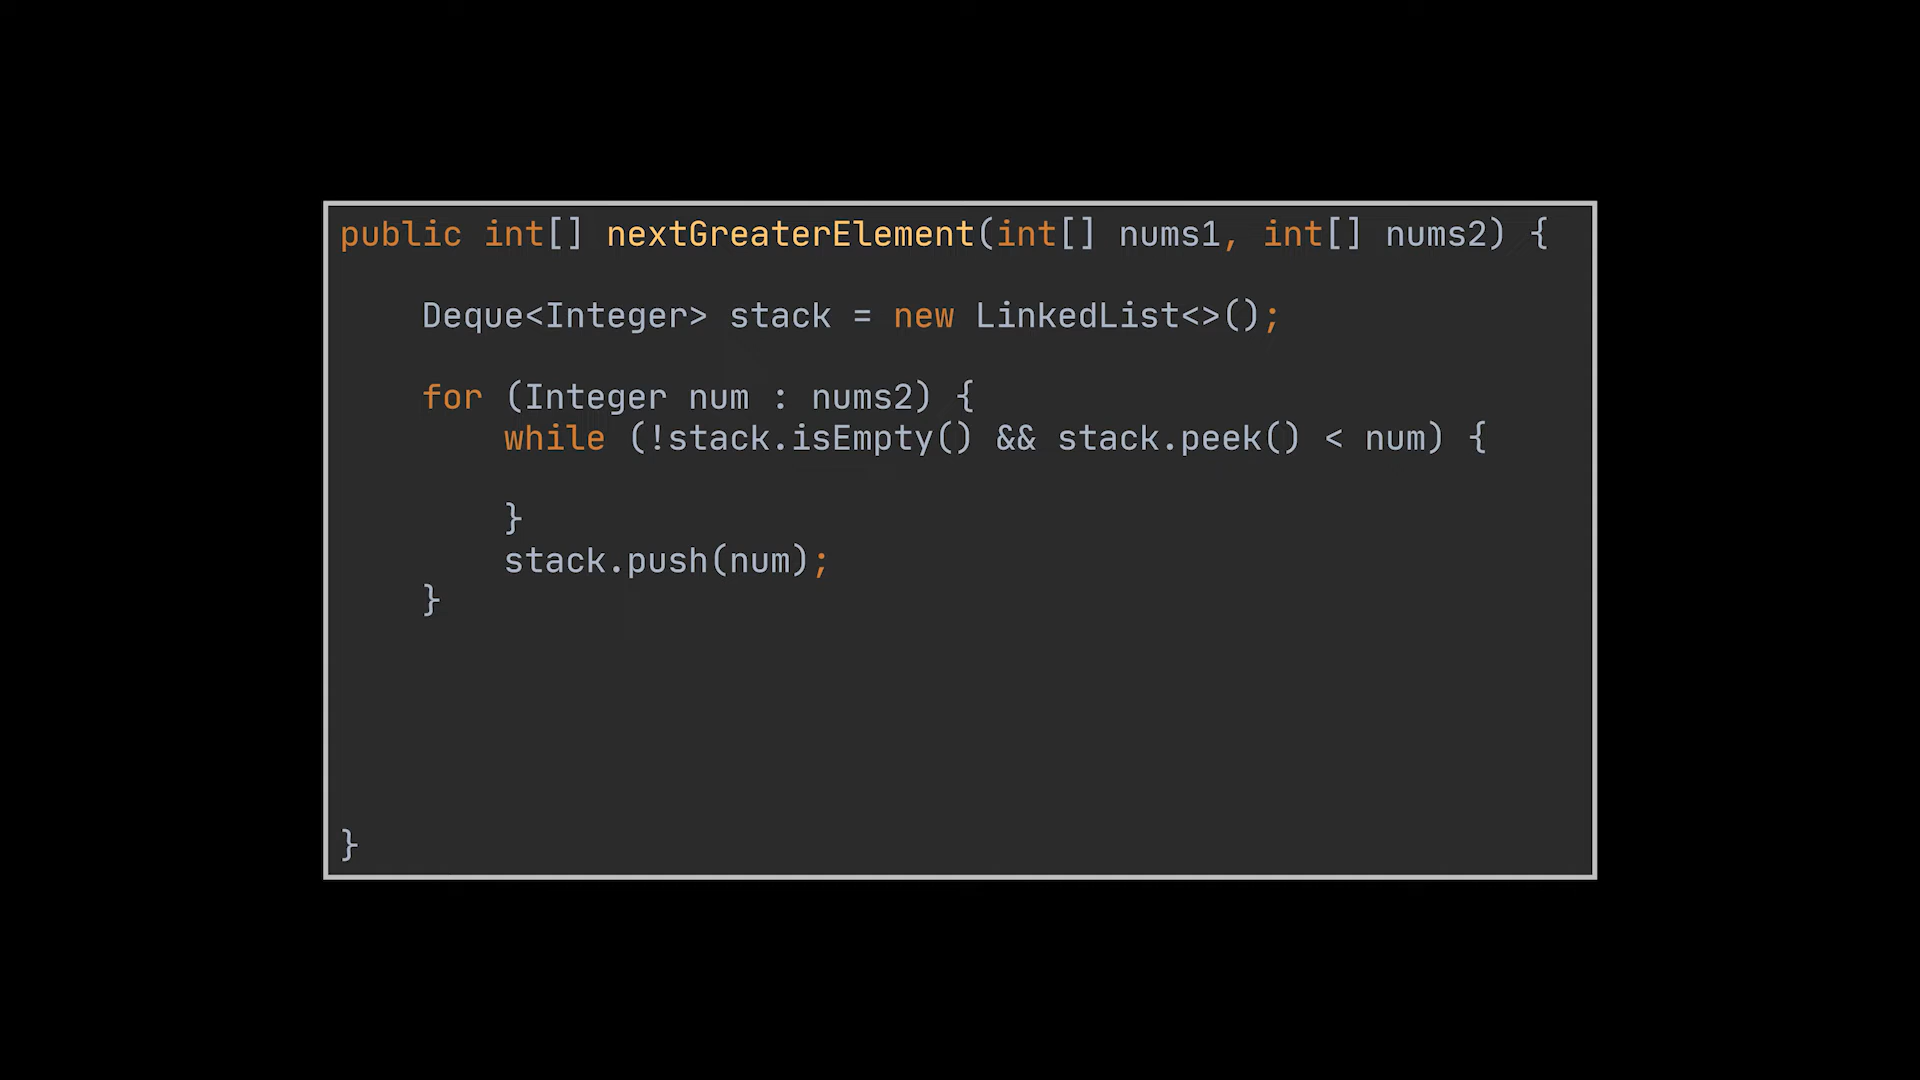 public int[] nextGreaterElement(int[] nums1, int[] nums2) {
Deque<Integer> stack = new LinkedList<>();
for (Integer num : nums2) {
while (!stack.isEmpty() && stack.peek() < num) {
}
stack.push(num);
}
}